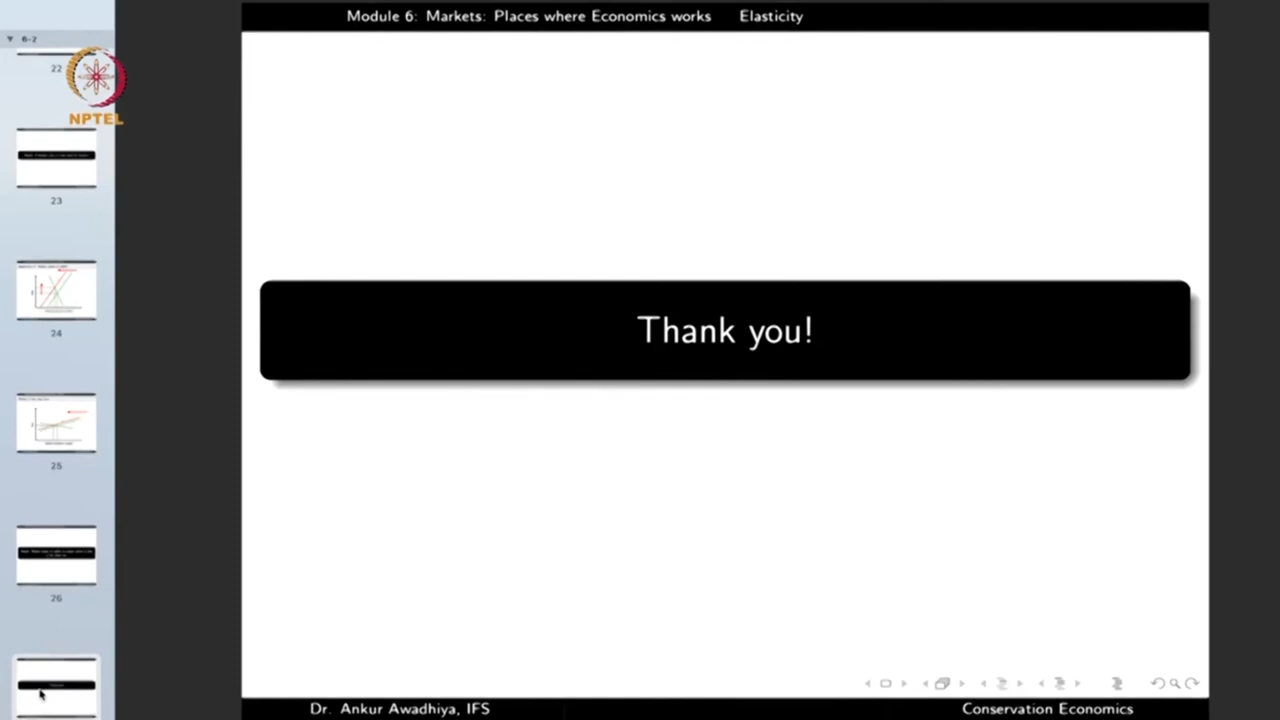 Module 6: Markets: Places where Economics works Elasticity
6-2
22
NPTEL
23
24
25
26
Thank you!
Dr. Ankur Awadhiya, IFS
Conservation Economics